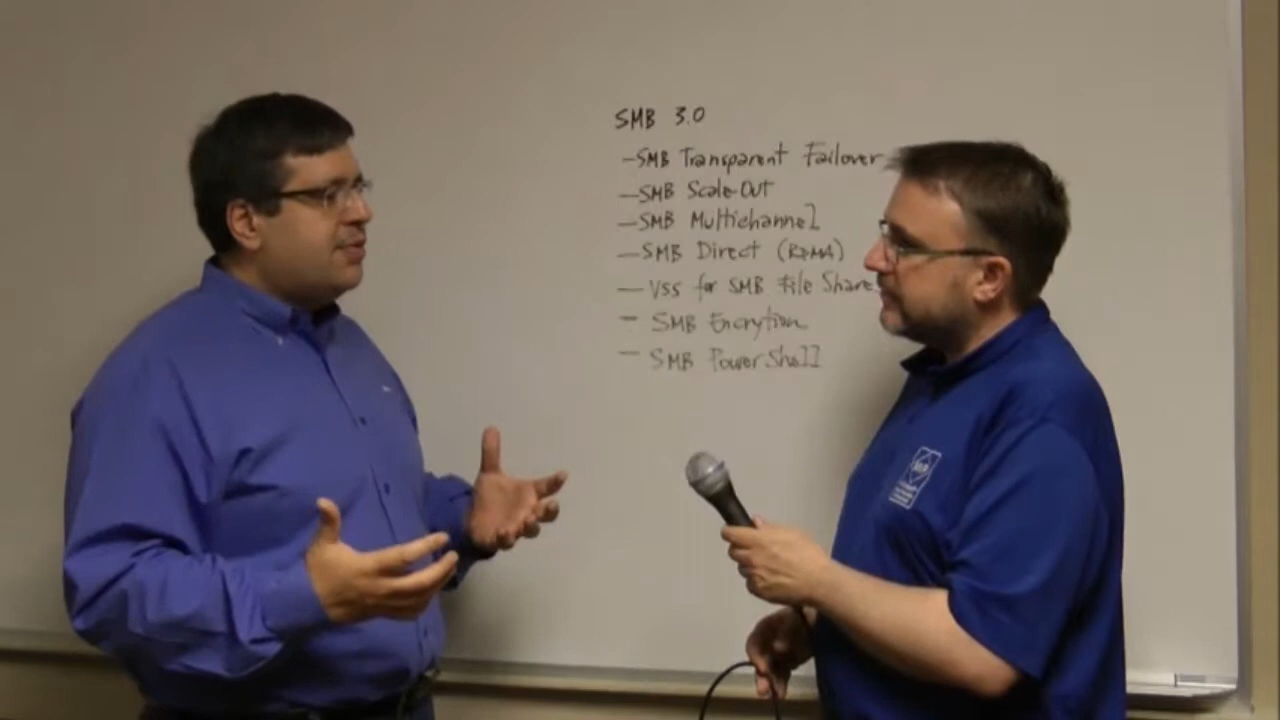 SMB 3.0
- SMB Transparent Failover
- SMB Scale-Out
- SMB Multichannel
- SMB Direct (RDMA)
- VSS for SMB File Share
- SMB Encrytion
- SMB PowerShell